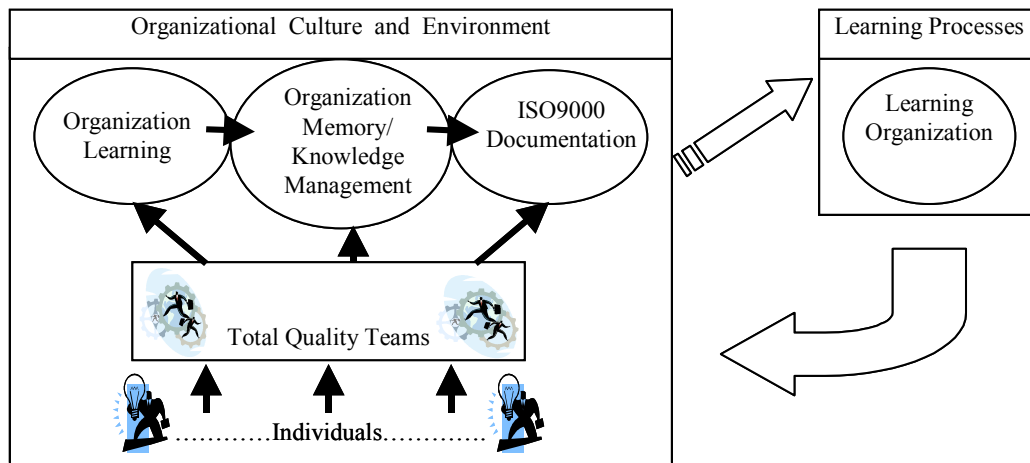 Organizational Culture and Environment
Learning Processes
Organization
Learning
Organization
Memory/
Knowledge
Management
ISO9000
Documentation
Learning
Organization
Total Quality Teams
............Individuals............